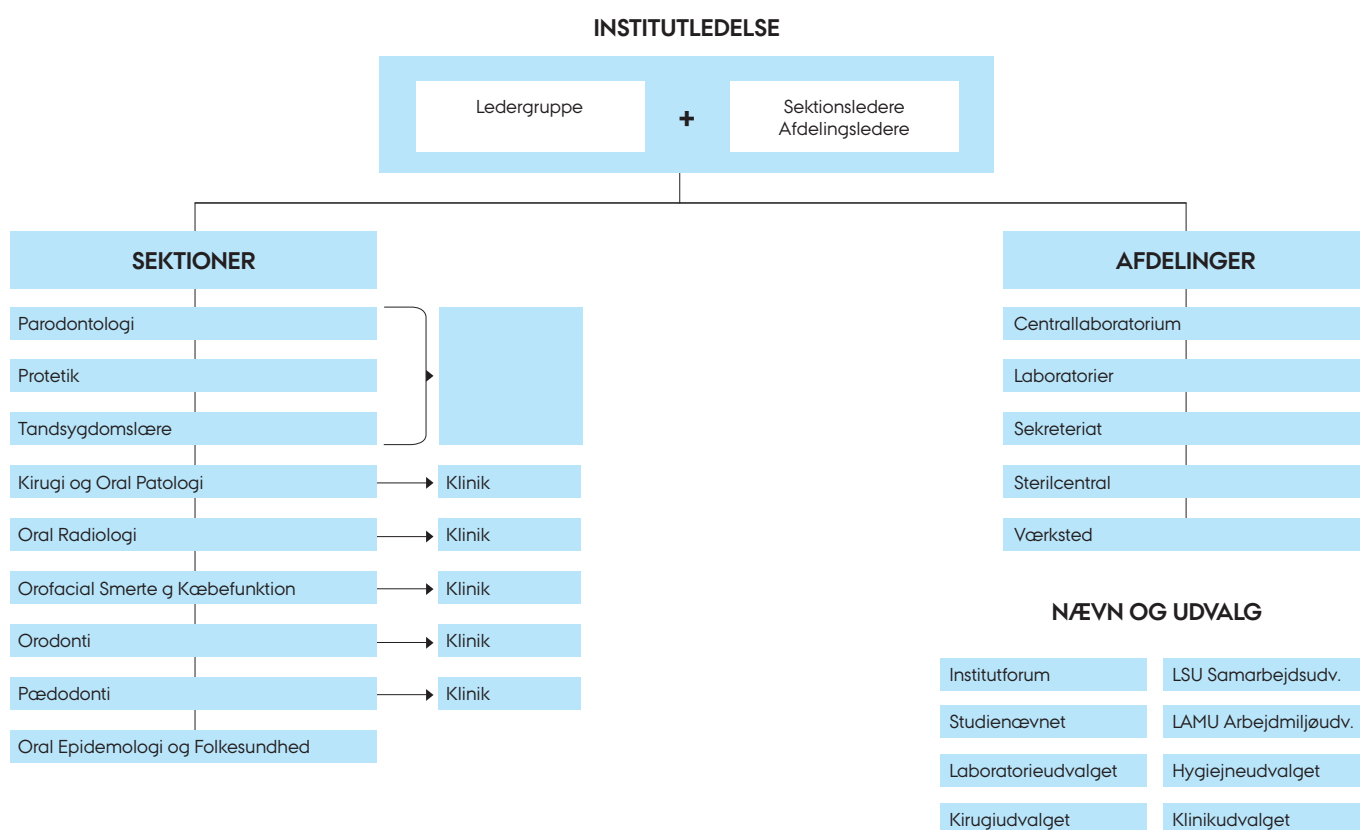 INSTITUTLEDELSE
Ledergruppe
+
Sektionsledere
Afdelingsledere
SEKTIONER
Parodontologi
Protetik
Tandsygdomslære
Kirugi og Oral Patologi
Klinik
Oral Radiologi
Klinik
Orofacial Smerte g Kæbefunktion
Klinik
Orodonti
Klinik
Pædodonti
Klinik
Oral Epidemologi og Folkesundhed
AFDELINGER
Centrallaboratorium
Laboratorier
Sekreteriat
Sterilcentral
Værksted
NÆVN OG UDVALG
Institutforum
LSU Samarbejdsudv.
Studienævnet
LAMU Arbejdmiljøudv.
Laboratorieudvalget
Hygiejneudvalget
Kirugiudvalget
Klinikudvalget